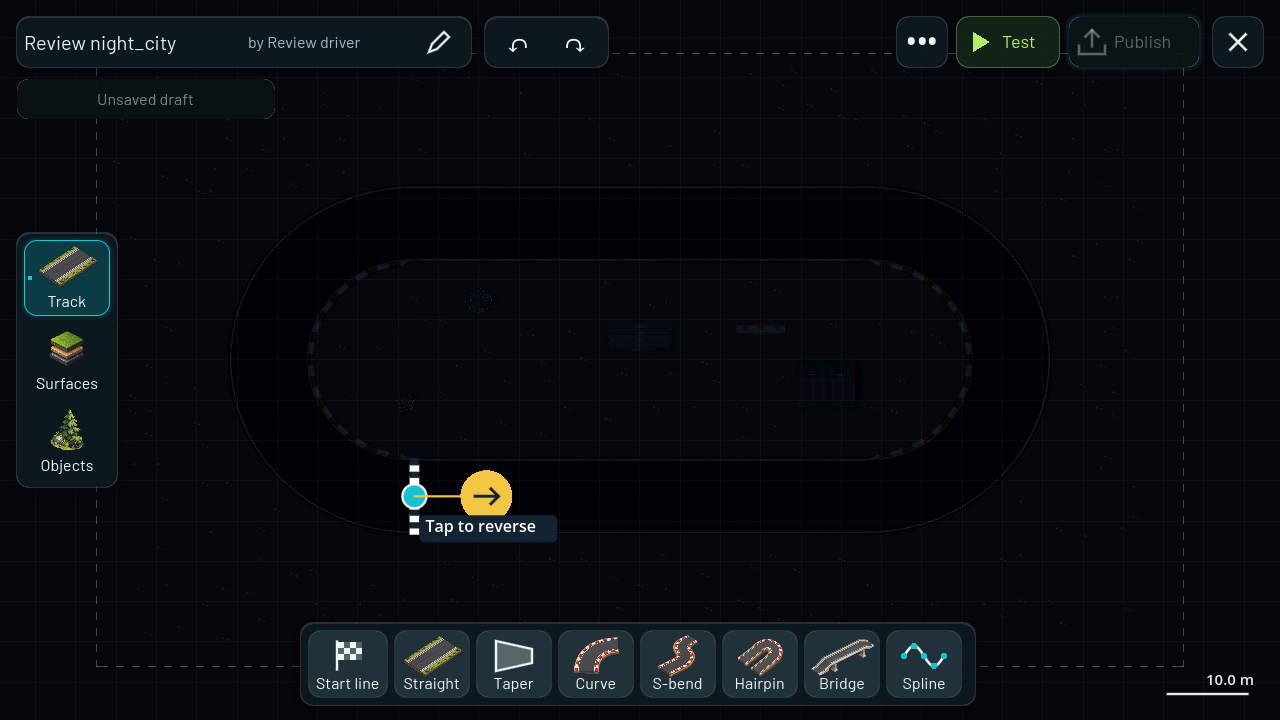 Review night_city
by Review driver
Test
Publish
Unsaved draft
Track
Surfaces
Objects
Tap to reverse
Start line
Straight
Taper
Curve
S-bend
Hairpin
Bridge
Spline
10.0 m